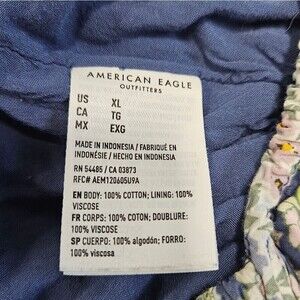 AMERICAN EAGLE
OUTFITTERS
US XL
CA TG
MX EXG
MADE IN INDONESIA / FABRIQUÉ EN
INDONÉSIE / HECHO EN INDONESIA
RN 54485 / CA 03873
RFC# AEM120605U9A
EN BODY: 100% COTTON; LINING: 100%
VISCOSE
FR CORPS: 100% COTON; DOUBLURE:
100% VISCOSE
SP CUERPO: 100% algodón; FORRO:
100% viscosa